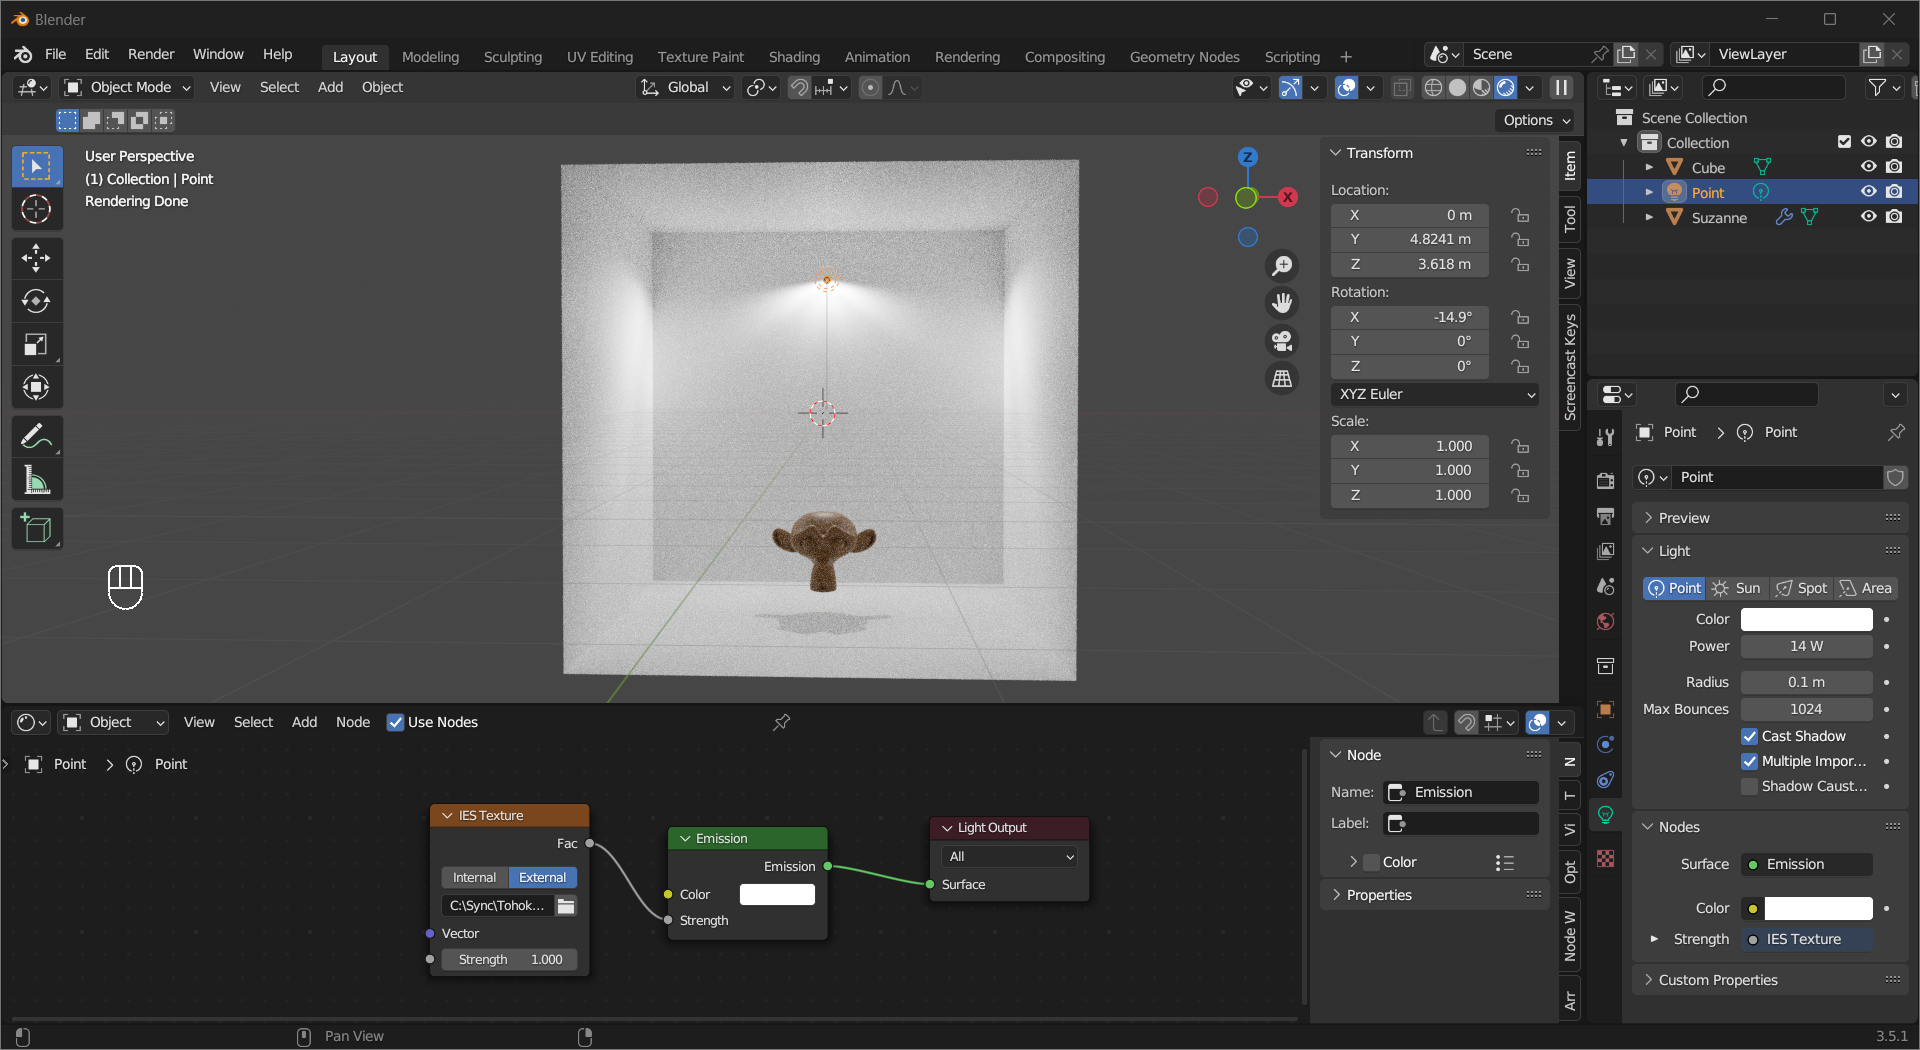 Blender
File Edit Render Window Help
Layout Modeling Sculpting UV Editing Texture Paint Shading Animation Rendering Compositing Geometry Nodes Scripting +
Scene
ViewLayer
Object Mode View Select Add Object
Global
Options
User Perspective
(1) Collection | Point
Rendering Done
Z
X
Transform
Location:
X 0 m
Y 4.8241 m
Z 3.618 m
Rotation:
X -14.9°
Y 0°
Z 0°
XYZ Euler
Scale:
X 1.000
Y 1.000
Z 1.000
Item
Tool
View
Screencast Keys
Scene Collection
Collection
Cube
Point
Suzanne
Point > Point
Point
Preview
Light
Point Sun Spot Area
Color
Power 14 W
Radius 0.1 m
Max Bounces 1024
Cast Shadow
Multiple Impor...
Shadow Caust...
Nodes
Surface Emission
Color
Strength IES Texture
Custom Properties
Object View Select Add Node Use Nodes
Point > Point
IES Texture
Fac
Internal External
C:\Sync\Tohok...
Vector
Strength 1.000
Emission
Emission
Color
Strength
Light Output
All
Surface
Node
Name: Emission
Label:
Color
Properties
N
T
Vi
Opt
Node W
Arr
Pan View
3.5.1